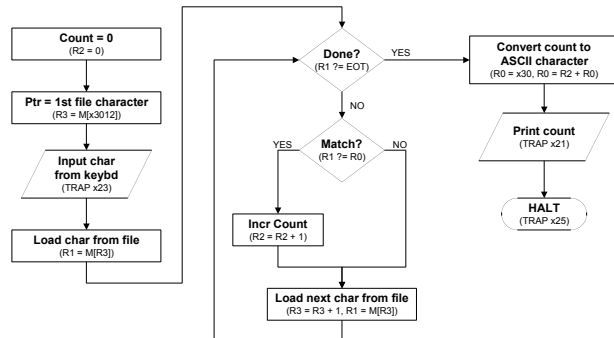 Count = 0
(R2 = 0)
Ptr = 1st file character
(R3 = M[x3012])
Input char
from keybd
(TRAP x23)
Load char from file
(R1 = M[R3])
Done?
(R1 ?= EOT)
YES
NO
Match?
(R1 ?= R0)
YES
NO
Incr Count
(R2 = R2 + 1)
Load next char from file
(R3 = R3 + 1, R1 = M[R3])
Convert count to
ASCII character
(R0 = x30, R0 = R2 + R0)
Print count
(TRAP x21)
HALT
(TRAP x25)